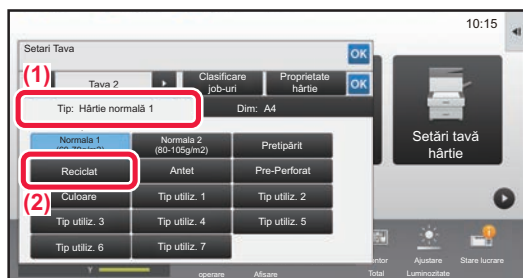 10:15
Setari Tava
OK
(1)
Tava 2
Clasificare
job-uri
Proprietate
hârtie
OK
Tip: Hârtie normală 1
Dim: A4
Normala 1
(60-79g/m2)
Normala 2
(80-105g/m2)
Pretipărit
Reciclat
Antet
Pre-Perforat
(2)
Culoare
Tip utiliz. 1
Tip utiliz. 2
Tip utiliz. 3
Tip utiliz. 4
Tip utiliz. 5
Tip utiliz. 6
Tip utiliz. 7
Setări tavă
hârtie
Y
operare
Afisare
Total
Ajustare
Luminozitate
Stare lucrare